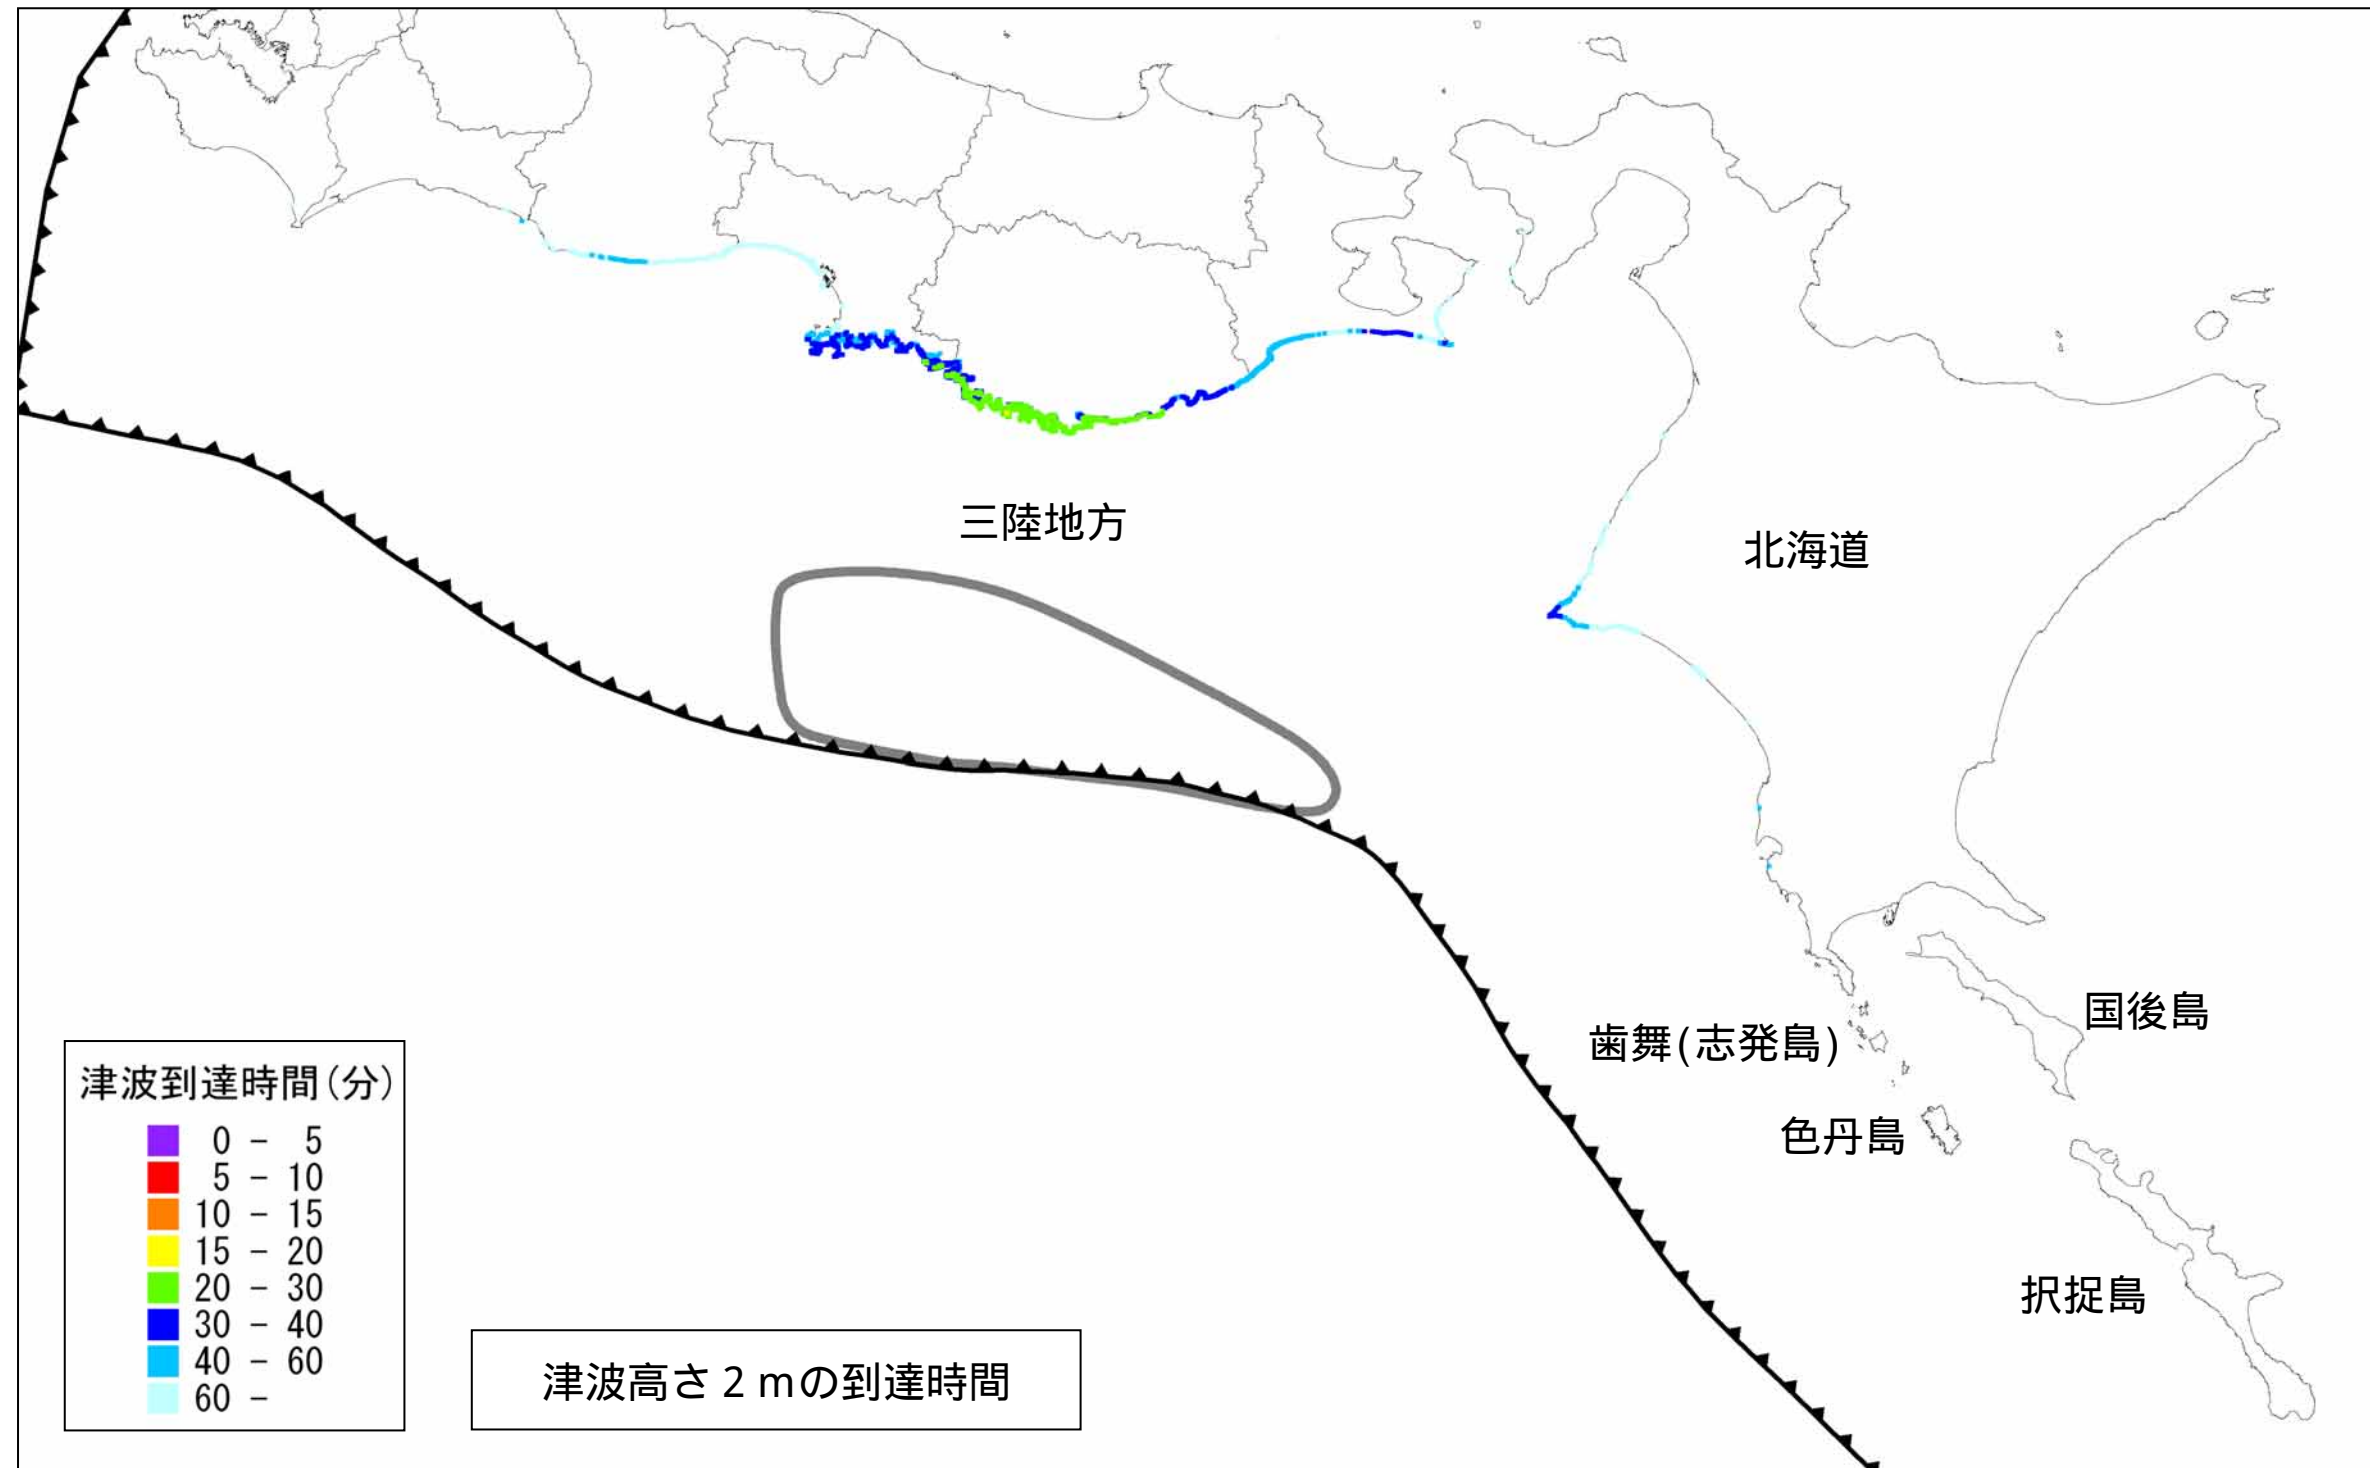 三陸地方
北海道
国後島
歯舞(志発島)
色丹島
択捉島
津波到達時間(分)
0 － 5
5 － 10
10 － 15
15 － 20
20 － 30
30 － 40
40 － 60
60 －
津波高さ２ｍの到達時間